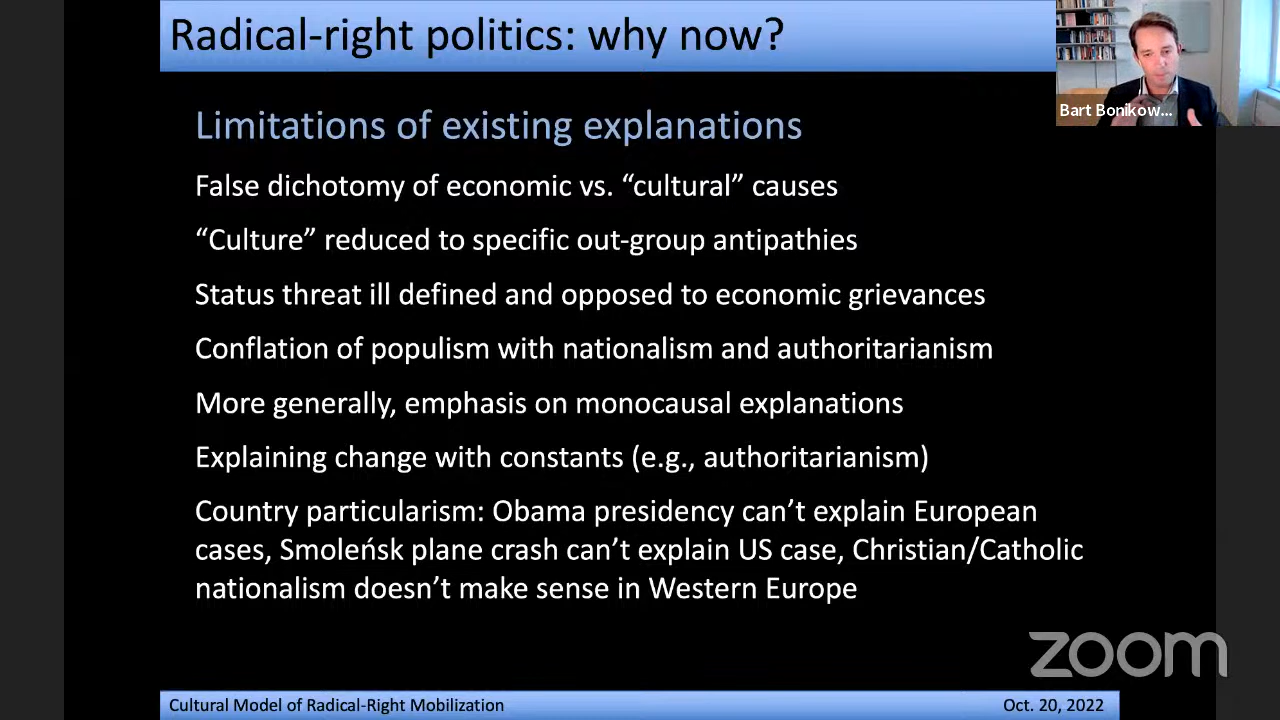 Radical-right politics: why now?
Bart Bonikow...
Limitations of existing explanations
False dichotomy of economic vs. “cultural” causes
“Culture” reduced to specific out-group antipathies
Status threat ill defined and opposed to economic grievances
Conflation of populism with nationalism and authoritarianism
More generally, emphasis on monocausal explanations
Explaining change with constants (e.g., authoritarianism)
Country particularism: Obama presidency can’t explain European
cases, Smoleńsk plane crash can’t explain US case, Christian/Catholic
nationalism doesn’t make sense in Western Europe
zoom
Cultural Model of Radical-Right Mobilization
Oct. 20, 2022